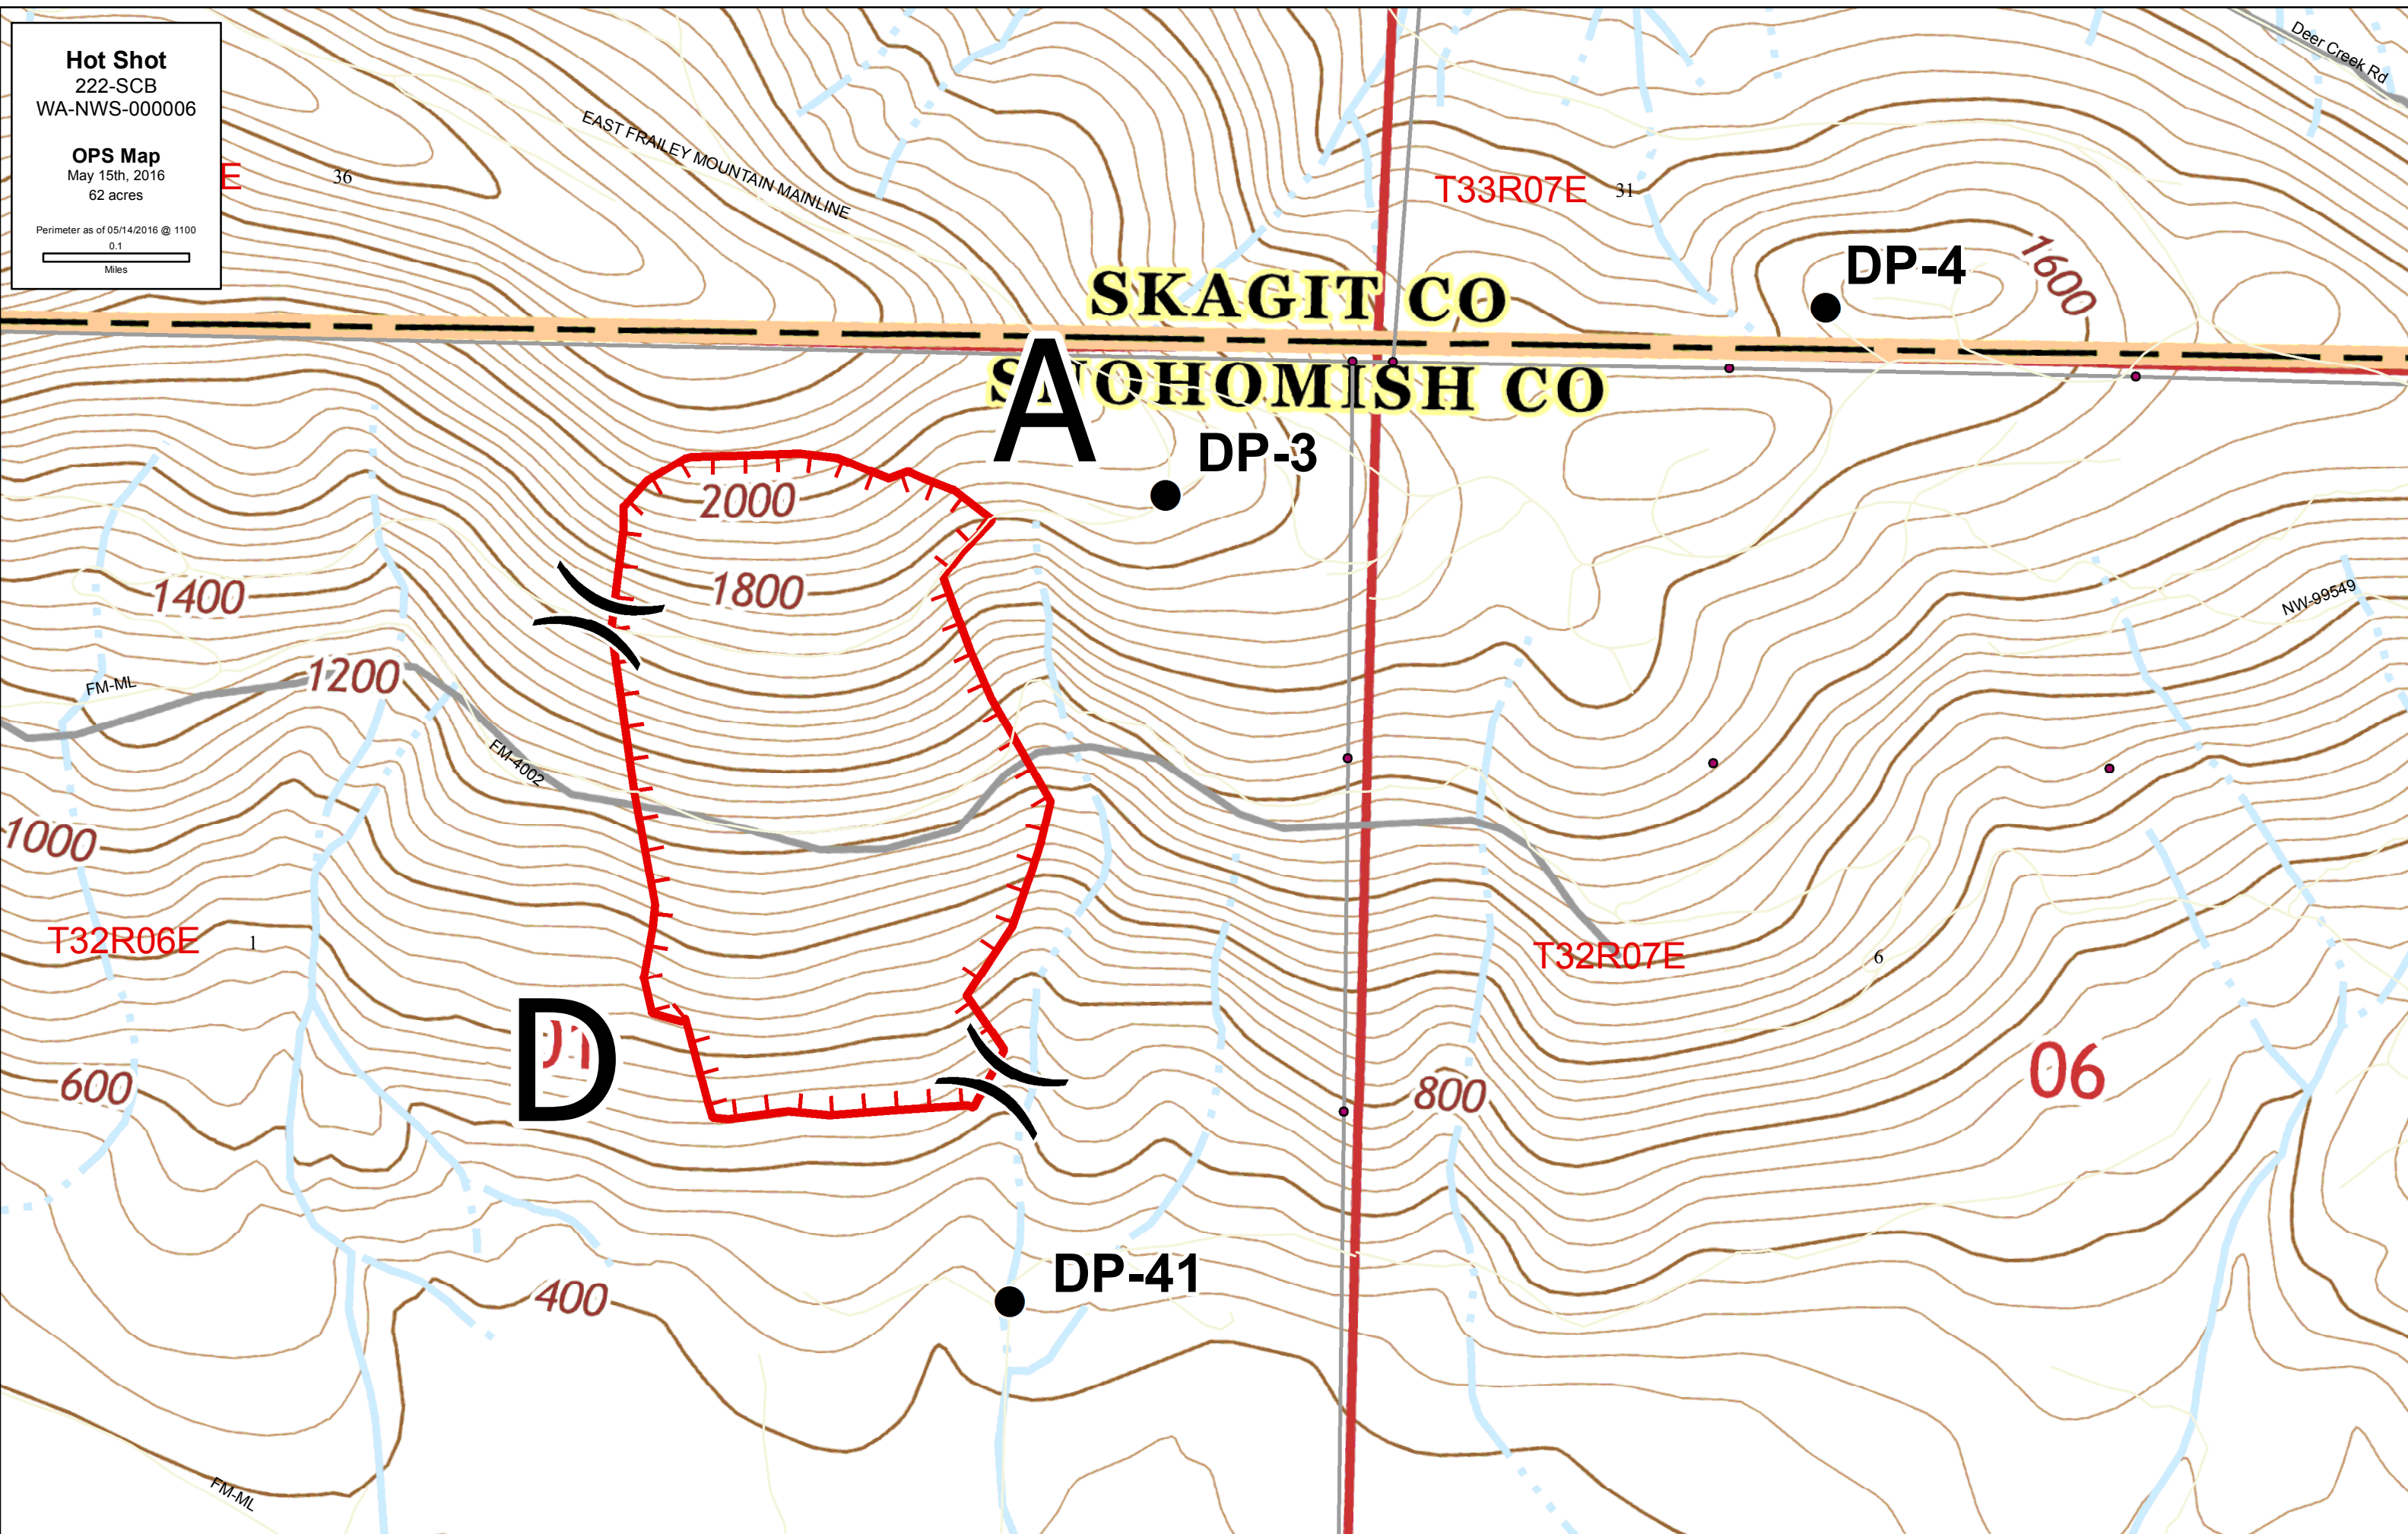 Hot Shot
222-SCB
WA-NWS-000006
OPS Map
May 15th, 2016
62 acres
Perimeter as of 05/14/2016 @ 1100
0.1
Miles
Deer Creek Rd
E
36
EAST FRAILEY MOUNTAIN MAINLINE
T33R07E
31
DP-4
1600
SKAGIT CO
SNOHOMISH CO
A
DP-3
2000
1800
1400
NW-99549
1200
FM-ML
FM-4002
1000
T32R06E
1
T32R07E
6
D
06
600
800
DP-41
400
FM-ML